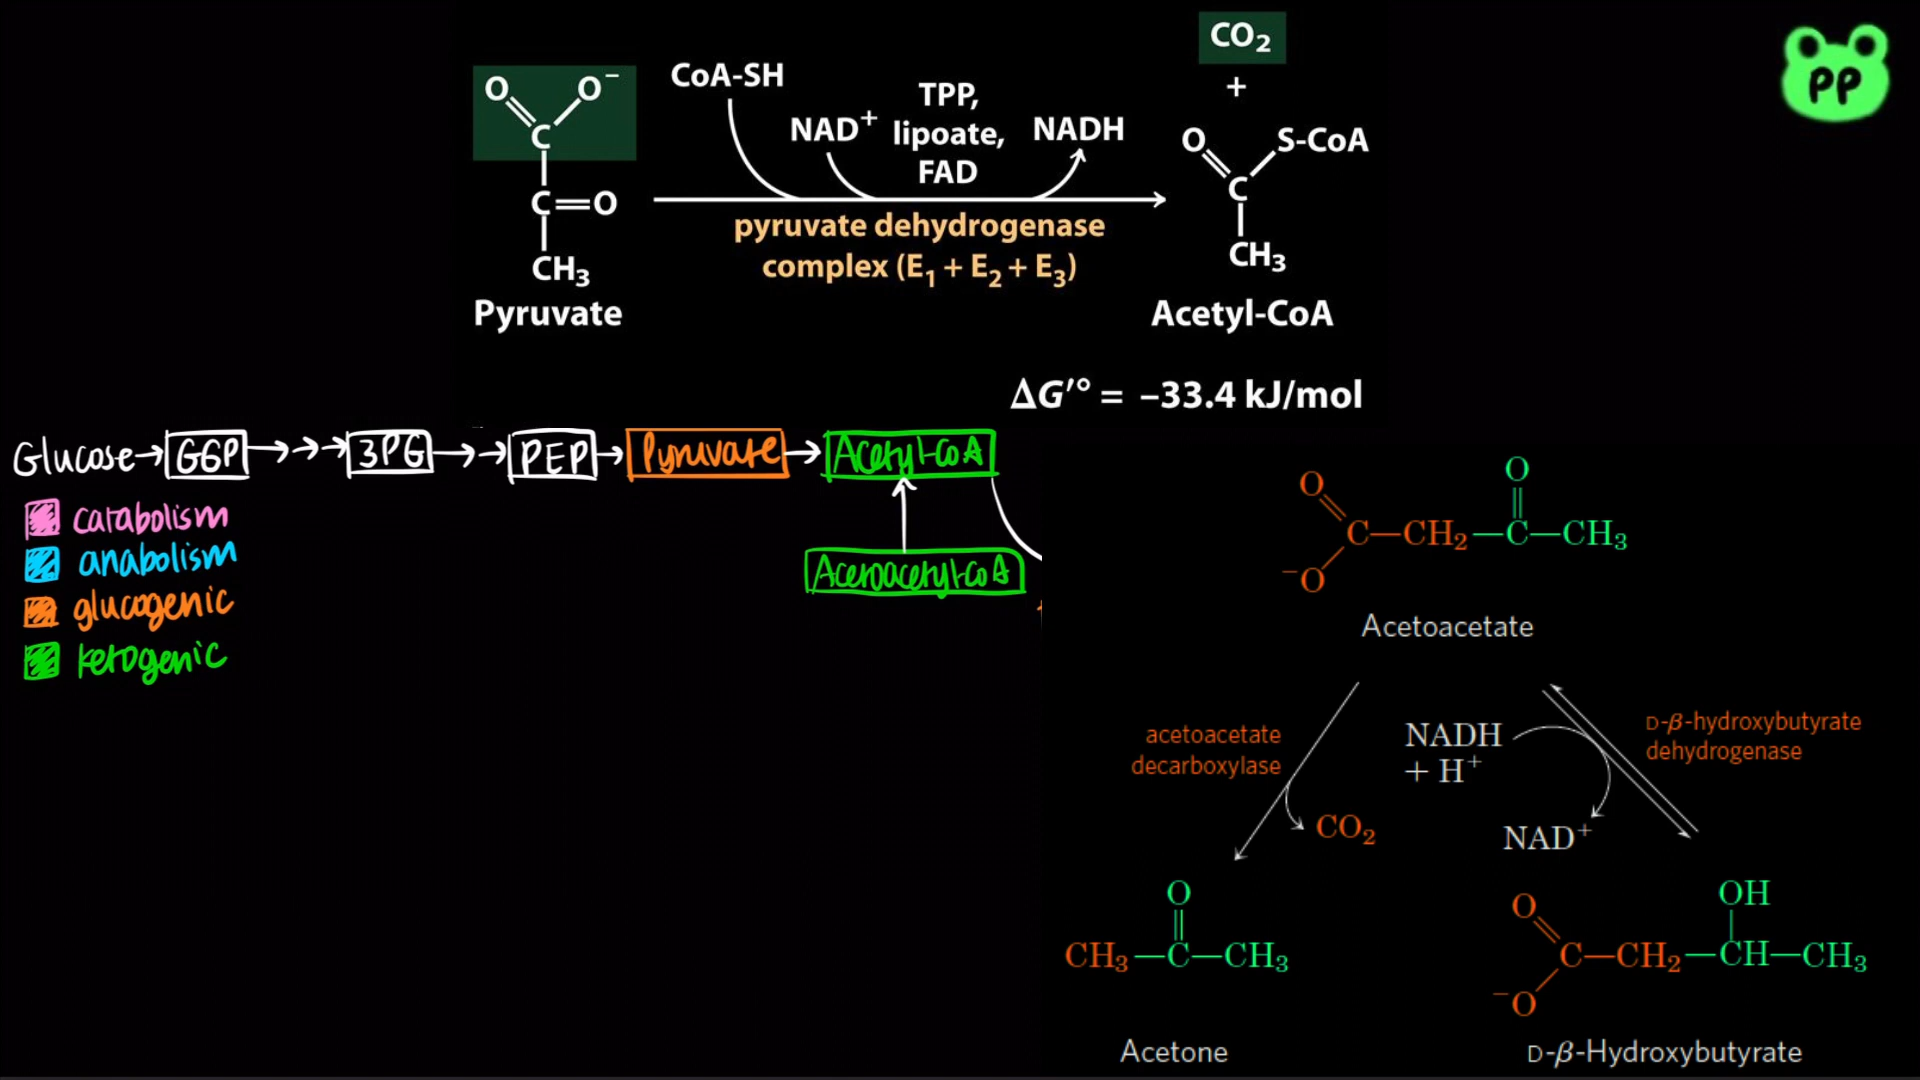 CO₂
+
PP
O O⁻
C
C=O
CH₃
Pyruvate
CoA-SH
NAD⁺
TPP,
lipoate,
FAD
NADH
pyruvate dehydrogenase
complex (E₁ + E₂ + E₃)
O S-CoA
C
CH₃
Acetyl-CoA
ΔG′° = −33.4 kJ/mol
Glucose→G6P→→→3PG→→PEP→Pyruvate→Acetyl-CoA
Acetoacetyl-CoA
catabolism
anabolism
glucogenic
ketogenic
O O
C—CH₂—C—CH₃
⁻O
Acetoacetate
acetoacetate
decarboxylase
CO₂
NADH
+ H⁺
NAD⁺
D-β-hydroxybutyrate
dehydrogenase
O
CH₃—C—CH₃
Acetone
O OH
C—CH₂—CH—CH₃
⁻O
D-β-Hydroxybutyrate